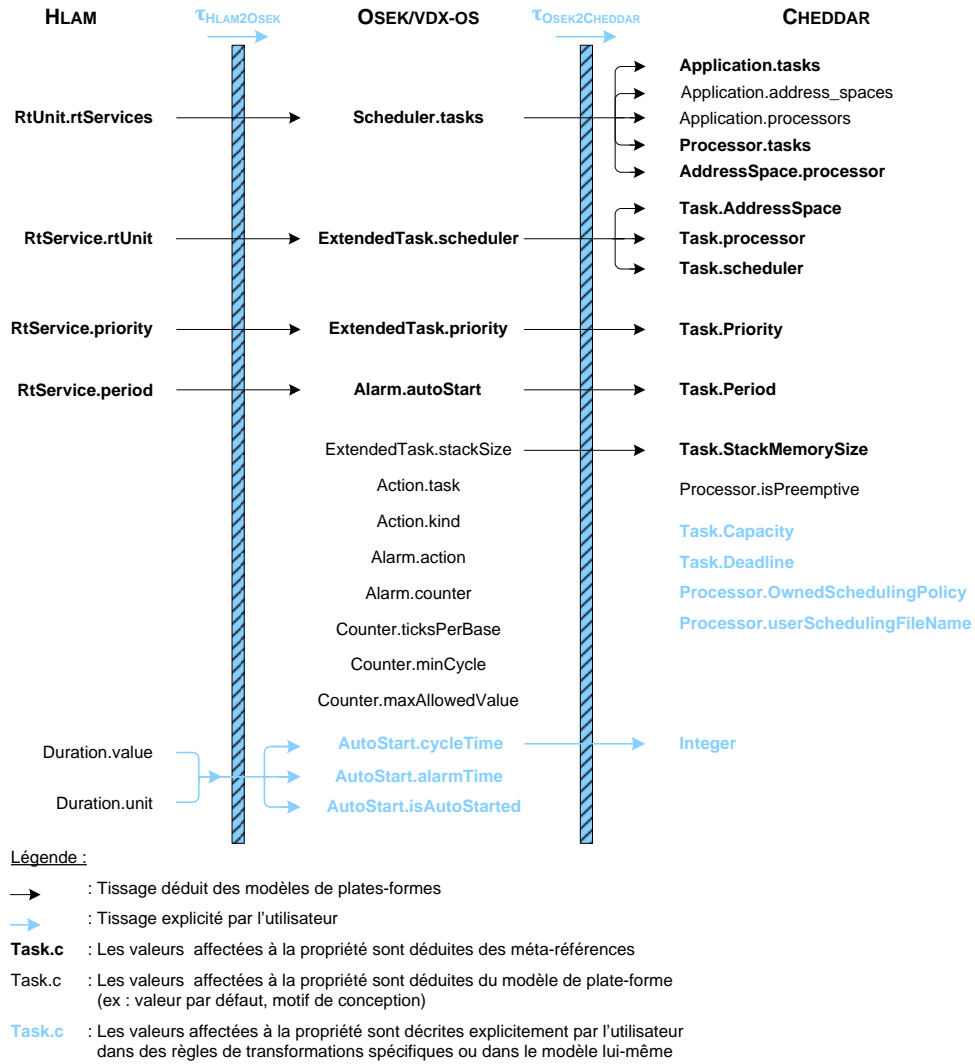 HLAM τHLAM2OSEK OSEK/VDX-OS τOSEK2CHEDDAR CHEDDAR
Application.tasks
Application.address_spaces
RtUnit.rtServices Scheduler.tasks Application.processors
Processor.tasks
AddressSpace.processor
Task.AddressSpace
RtService.rtUnit ExtendedTask.scheduler Task.processor
Task.scheduler
RtService.priority ExtendedTask.priority Task.Priority
RtService.period Alarm.autoStart Task.Period
ExtendedTask.stackSize Task.StackMemorySize
Action.task Processor.isPreemptive
Action.kind Task.Capacity
Alarm.action Task.Deadline
Alarm.counter Processor.OwnedSchedulingPolicy
Counter.ticksPerBase Processor.userSchedulingFileName
Counter.minCycle
Counter.maxAllowedValue
Duration.value AutoStart.cycleTime Integer
AutoStart.alarmTime
Duration.unit AutoStart.isAutoStarted
Légende :
: Tissage déduit des modèles de plates-formes
: Tissage explicité par l'utilisateur
Task.c : Les valeurs affectées à la propriété sont déduites des méta-références
Task.c : Les valeurs affectées à la propriété sont déduites du modèle de plate-forme
(ex : valeur par défaut, motif de conception)
Task.c : Les valeurs affectées à la propriété sont décrites explicitement par l'utilisateur
dans des règles de transformations spécifiques ou dans le modèle lui-même